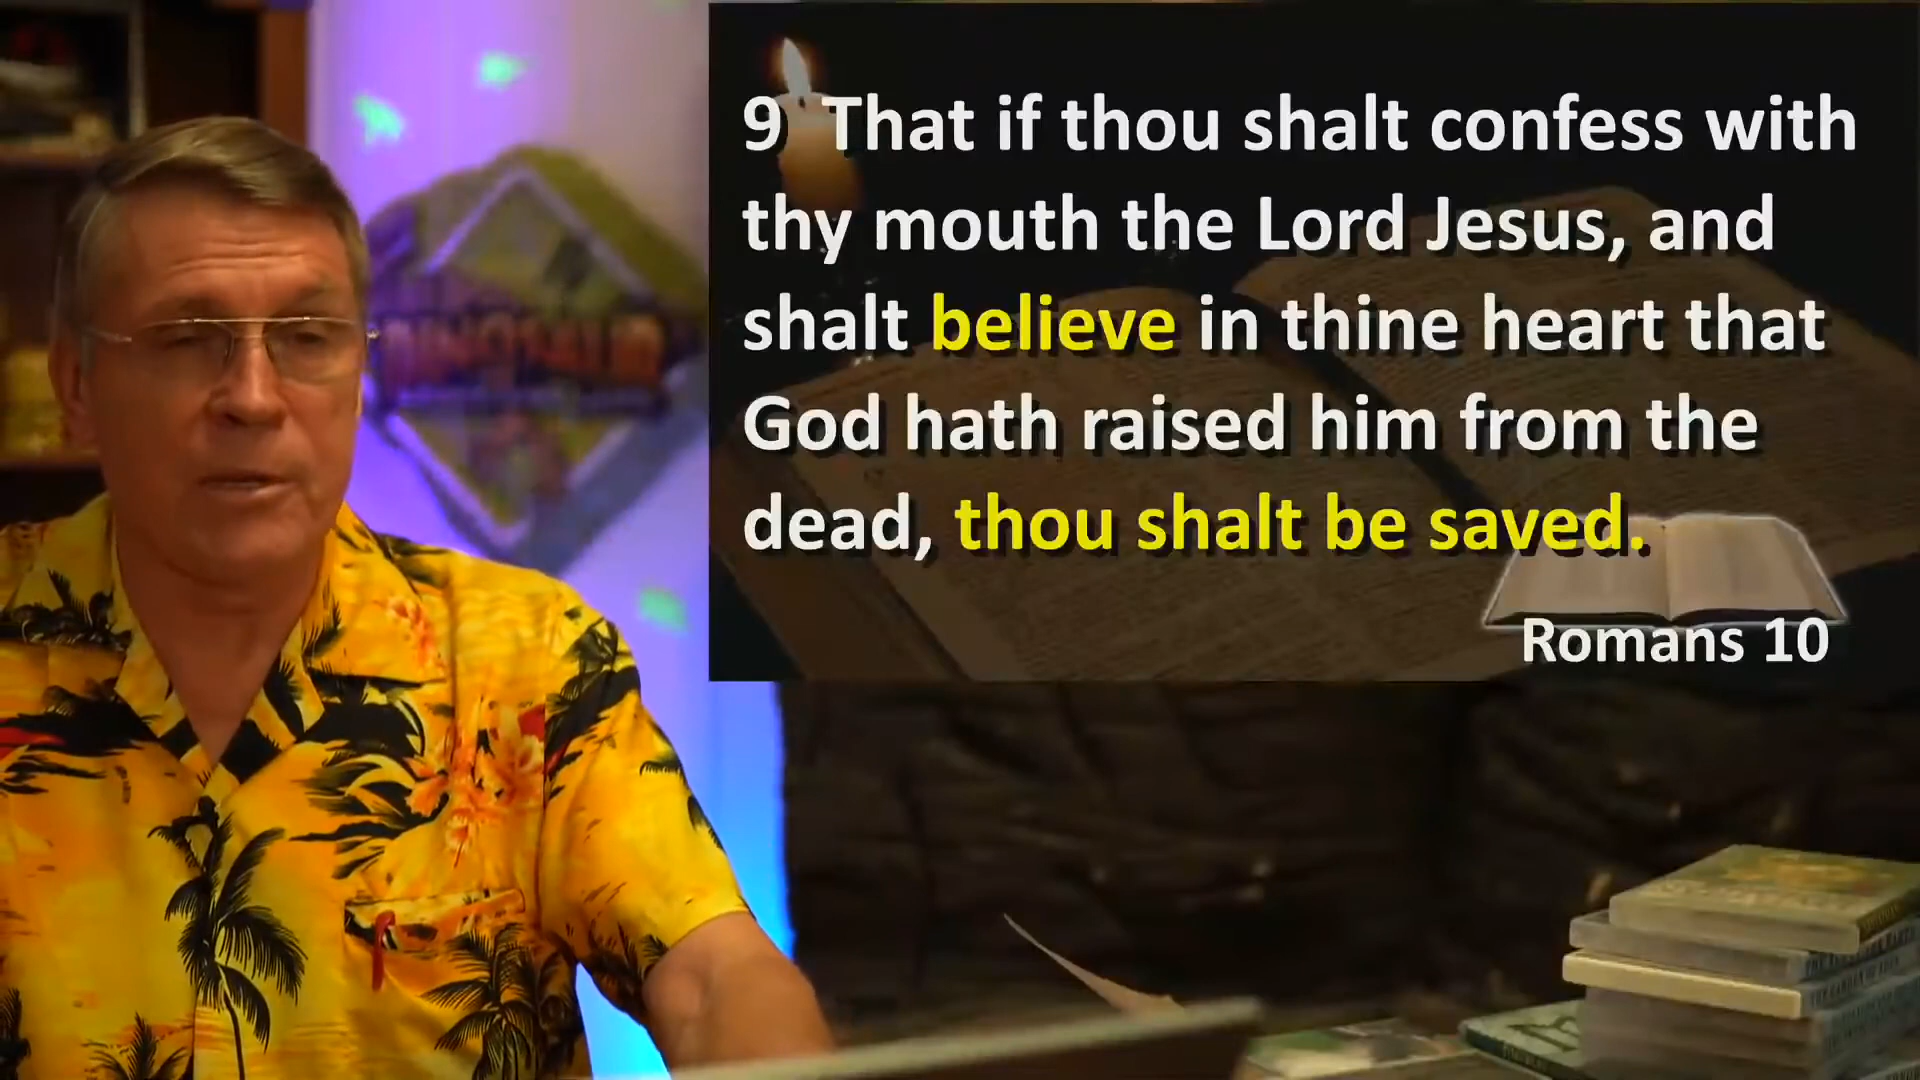 9 That if thou shalt confess with
thy mouth the Lord Jesus, and
shalt believe in thine heart that
God hath raised him from the
dead, thou shalt be saved.
Romans 10